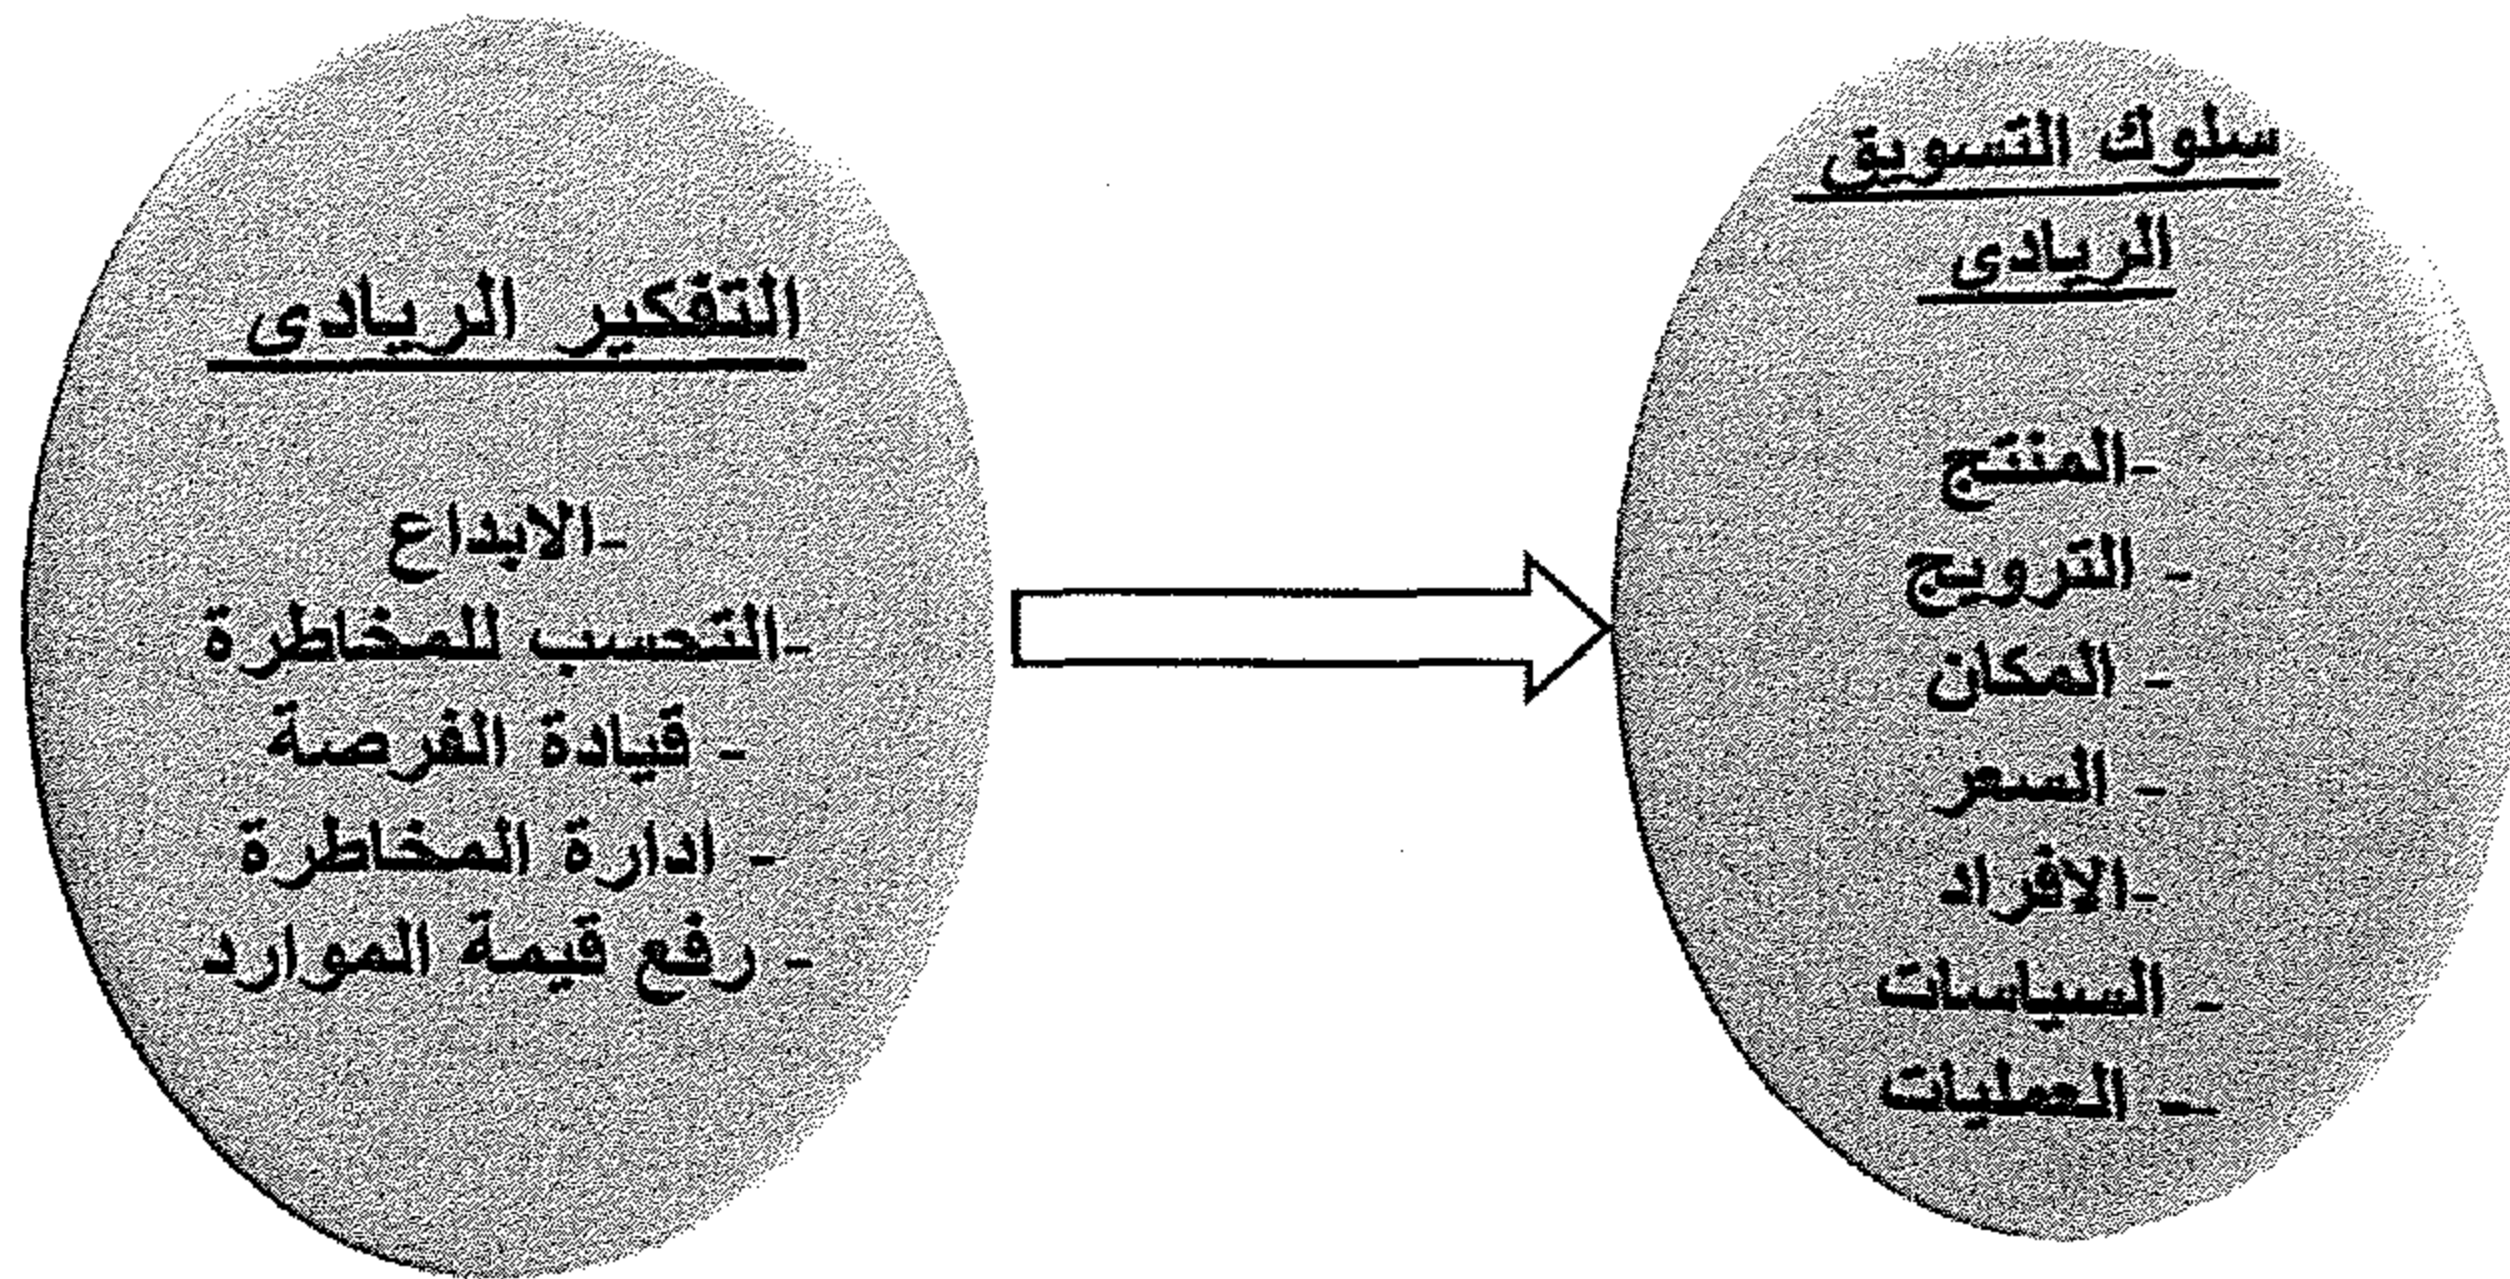 سلوك التسويق
الريادى
-المنتج
- الترويج
- المكان
- السعر
-الافراد
- السياسات
- العمليات
التفكير الريادى
-الابداع
-التحسب للمخاطرة
- قيادة الفرصة
- ادارة المخاطرة
- رفع قيمة الموارد